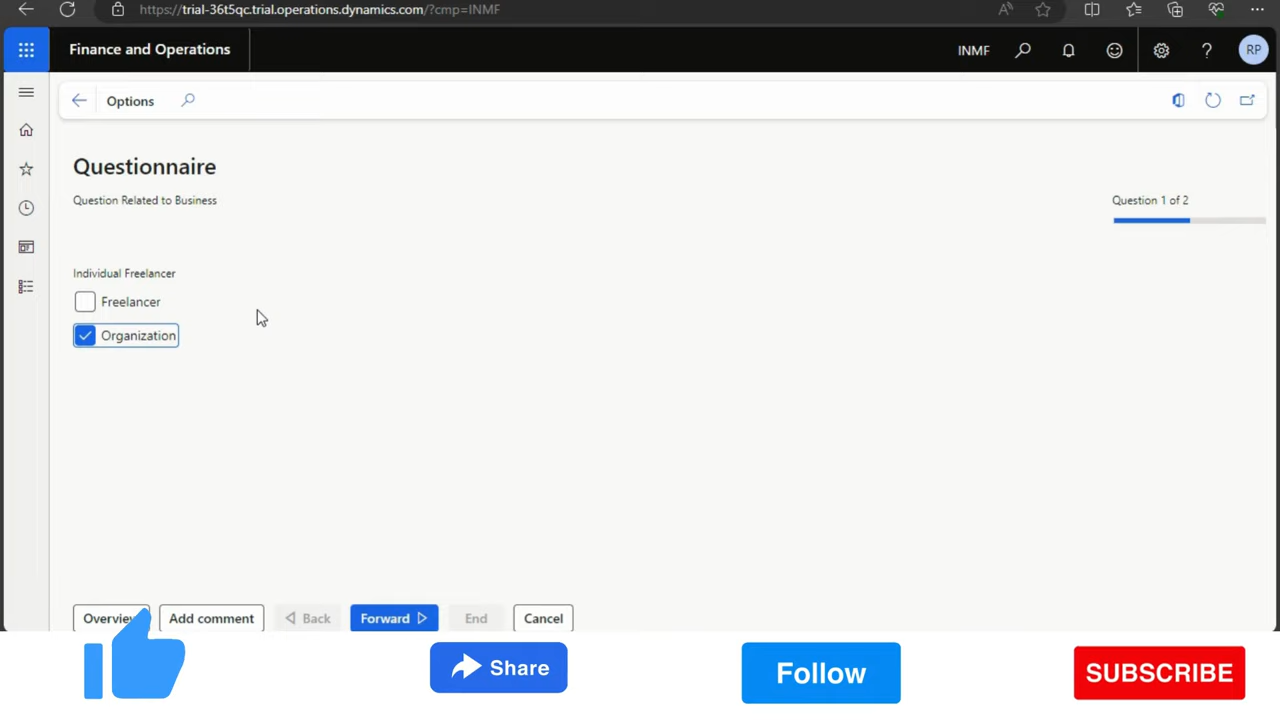 https://trial-36t5qc.trial.operations.dynamics.com/?cmp=INMF
Finance and Operations
INMF
?
RP
Options
Questionnaire
Question Related to Business
Question 1 of 2
Individual Freelancer
Freelancer
Organization
Overview
Add comment
Back
Forward
End
Cancel
Share
Follow
SUBSCRIBE